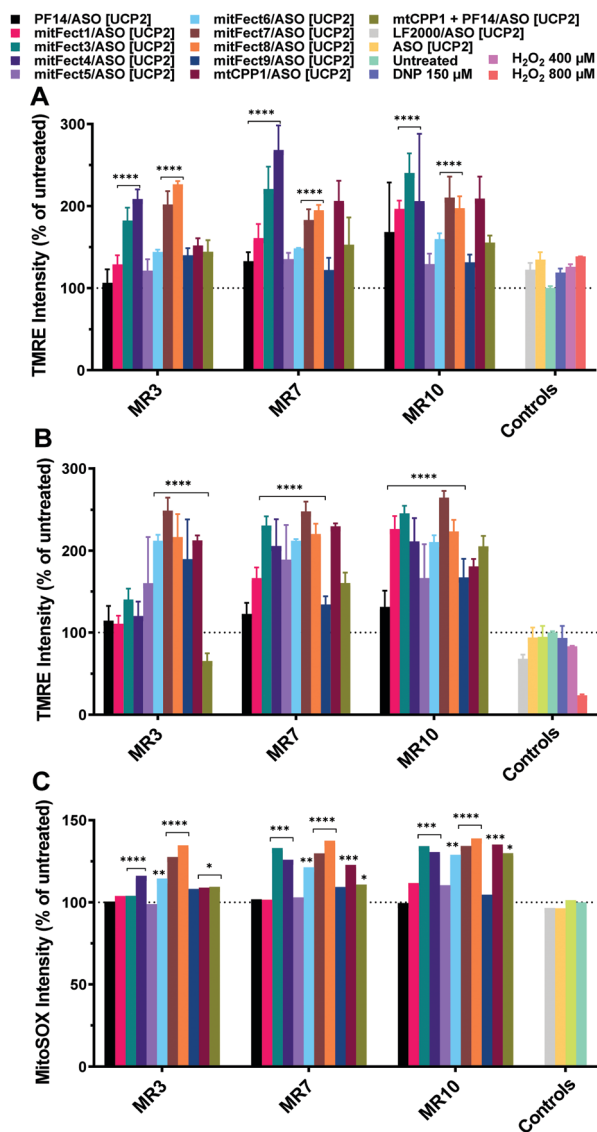 PF14/ASO [UCP2]
mitFect1/ASO [UCP2]
mitFect3/ASO [UCP2]
mitFect4/ASO [UCP2]
mitFect5/ASO [UCP2]
mitFect6/ASO [UCP2]
mitFect7/ASO [UCP2]
mitFect8/ASO [UCP2]
mitFect9/ASO [UCP2]
mtCPP1/ASO [UCP2]
mtCPP1 + PF14/ASO [UCP2]
LF2000/ASO [UCP2]
ASO [UCP2]
Untreated
DNP 150 µM
H₂O₂ 400 µM
H₂O₂ 800 µM
A
TMRE Intensity (% of untreated)
300
200
100
0
**** ****
**** ****
**** ****
MR3
MR7
MR10
Controls
B
TMRE Intensity (% of untreated)
300
200
100
0
****
****
****
MR3
MR7
MR10
Controls
C
MitoSOX Intensity (% of untreated)
150
100
50
0
**** ** **** *
*** ** **** *** *
*** ** **** *** *
MR3
MR7
MR10
Controls